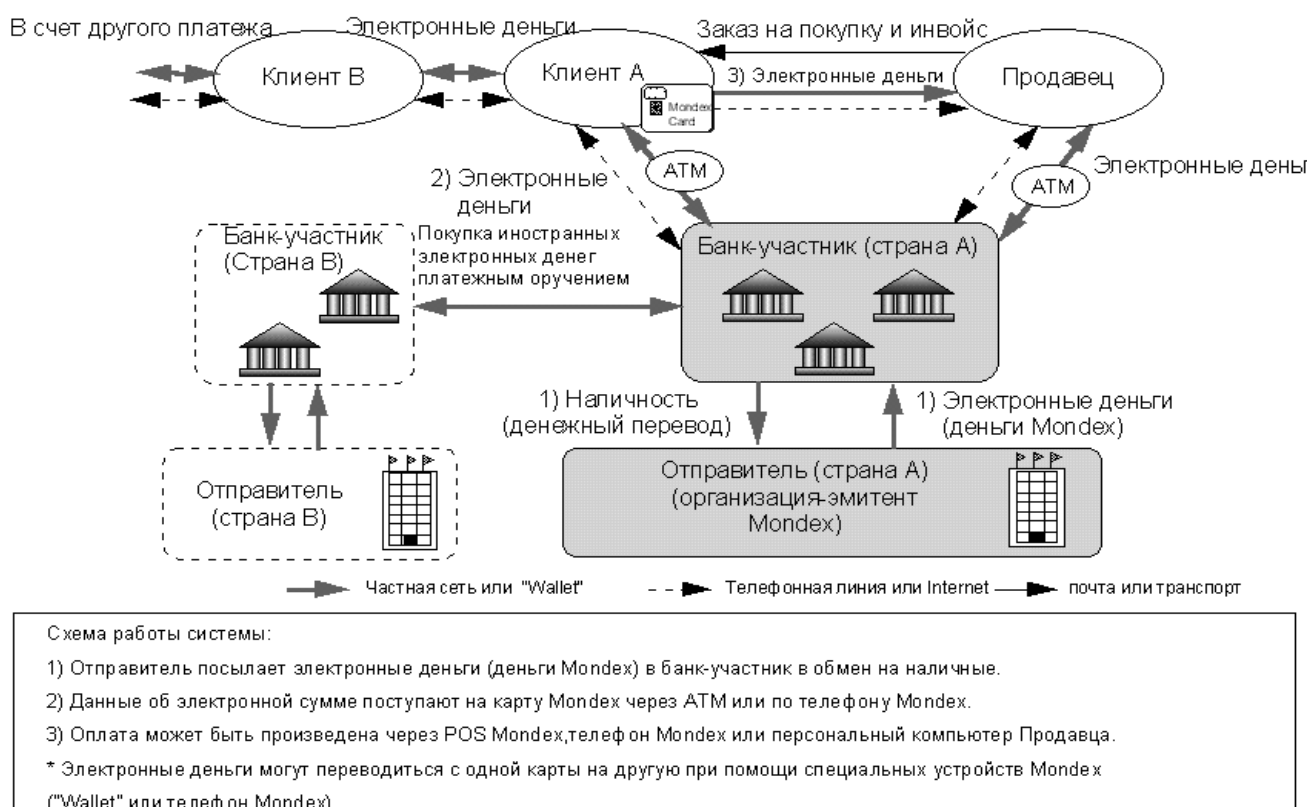 В счет другого платежа
Электронные деньги
Заказ на покупку и инвойс
Клиент В
Клиент А
3) Электронные деньги
Продавец
Mondex
Card
ATM
ATM
Электронные деньг
2) Электронные
деньги
Покупка иностранных
электронных денег
платежным оручением
Банк-участник
(Страна В)
Банк-участник (страна А)
1) Наличность
(денежный перевод)
1) Электронные деньги
(деньги Mondex)
Отправитель
(страна В)
Отправитель (страна А)
(организация-эмитент
Mondex)
Частная сеть или "Wallet"
Телефонная линия или Internet
почта или транспорт
Схема работы системы:
1) Отправитель посылает электронные деньги (деньги Mondex) в банк-участник в обмен на наличные.
2) Данные об электронной сумме поступают на карту Mondex через ATM или по телефону Mondex.
3) Оплата может быть произведена через POS Mondex,телефон Mondex или персональный компьютер Продавца.
* Электронные деньги могут переводиться с одной карты на другую при помощи специальных устройств Mondex
("Wallet" или телефон Mondex)